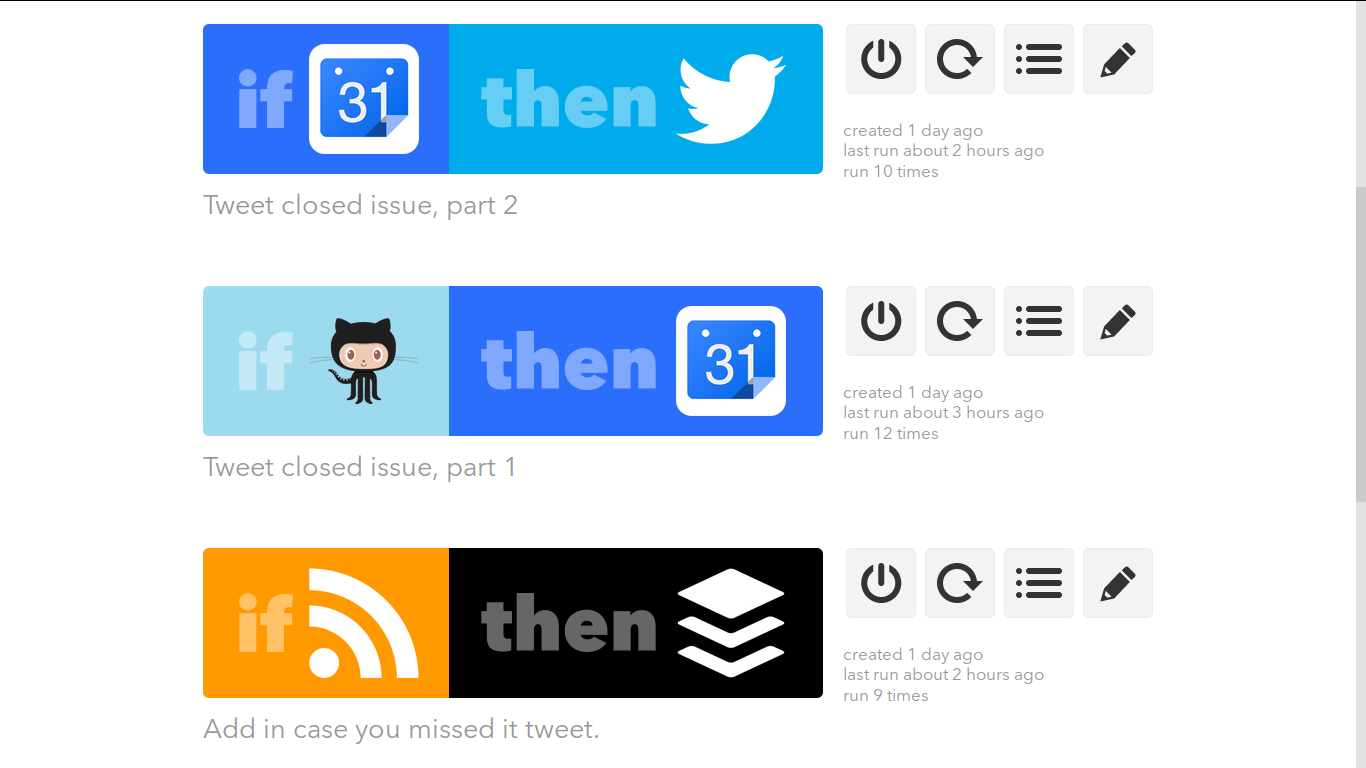 if 31 then
created 1 day ago
last run about 2 hours ago
run 10 times
Tweet closed issue, part 2
if then 31
created 1 day ago
last run about 3 hours ago
run 12 times
Tweet closed issue, part 1
if then
created 1 day ago
last run about 2 hours ago
run 9 times
Add in case you missed it tweet.